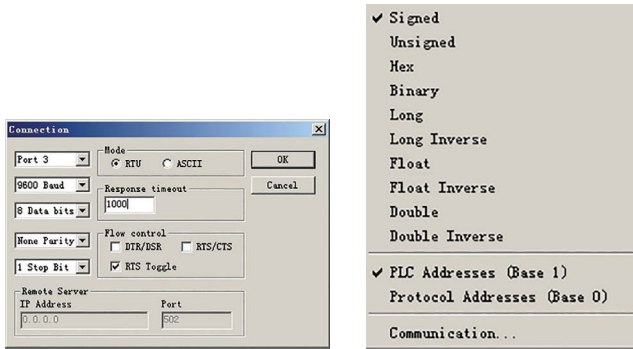 Connection
Port 3
9600 Baud
8 Data bits
None Parity
1 Stop Bit
Mode
RTU ASCII
Response timeout
1000
Flow control
DTR/DSR RTS/CTS
RTS Toggle
OK
Cancel
Remote Server
IP Address Port
0.0.0.0 502
Signed
Unsigned
Hex
Binary
Long
Long Inverse
Float
Float Inverse
Double
Double Inverse
PLC Addresses (Base 1)
Protocol Addresses (Base 0)
Communication...